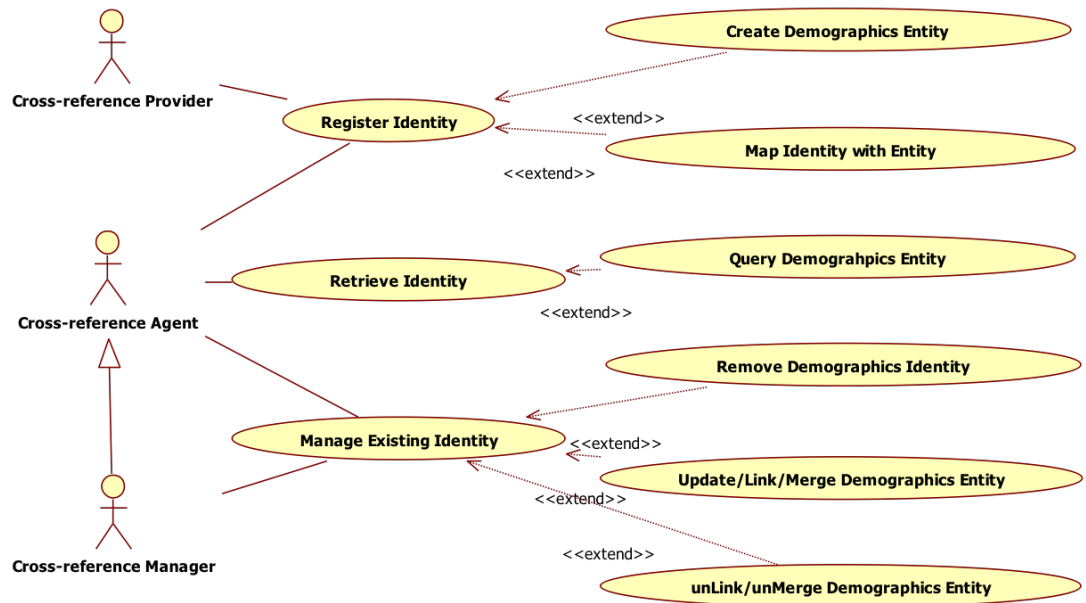 Create Demographics Entity
Cross-reference Provider
Register Identity
<<extend>>
Map Identity with Entity
<<extend>>
Query Demograhpics Entity
Retrieve Identity
<<extend>>
Cross-reference Agent
Remove Demographics Identity
Manage Existing Identity
<<extend>>
Update/Link/Merge Demographics Entity
<<extend>>
<<extend>>
Cross-reference Manager
unLink/unMerge Demographics Entity